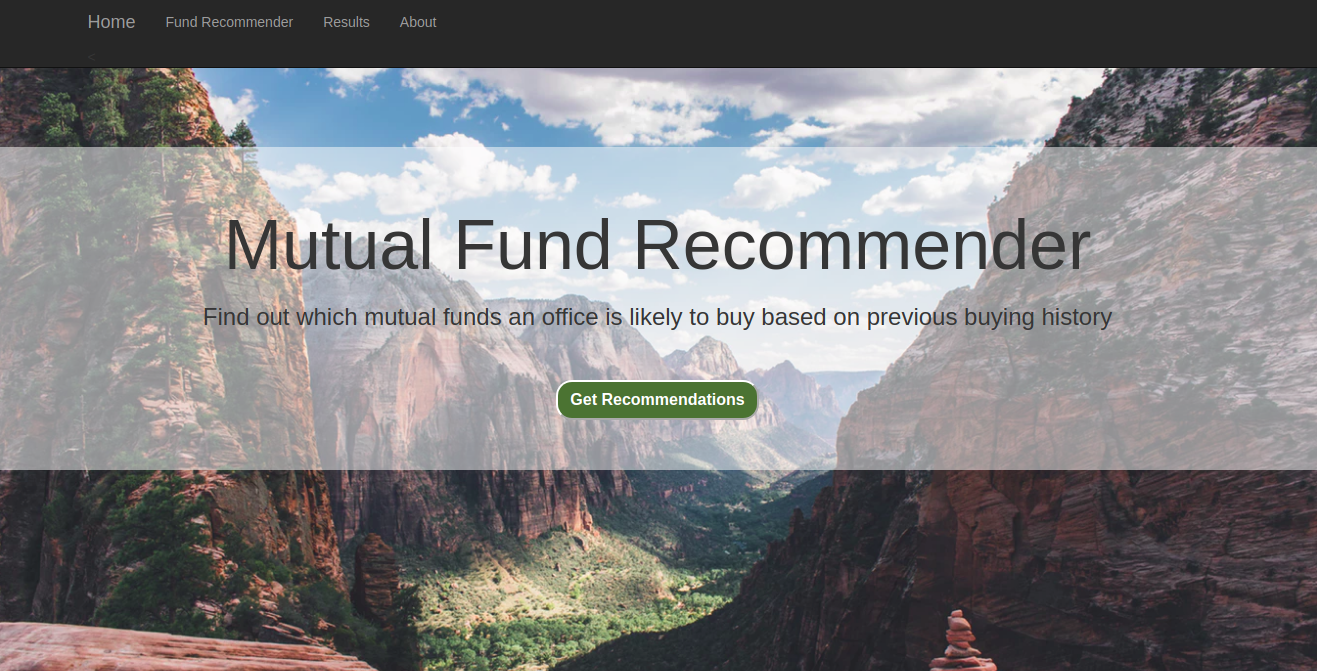 Home Fund Recommender Results About
<
Mutual Fund Recommender
Find out which mutual funds an office is likely to buy based on previous buying history
Get Recommendations